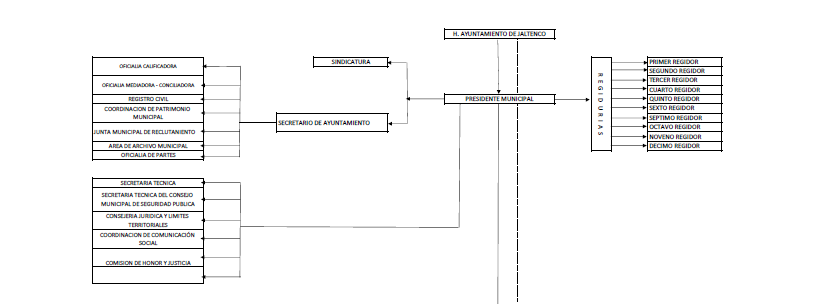 H. AYUNTAMIENTO DE JALTENCO
SINDICATURA
PRESIDENTE MUNICIPAL
SECRETARIO DE AYUNTAMIENTO
OFICIALIA CALIFICADORA
OFICIALIA MEDIADORA - CONCILIADORA
REGISTRO CIVIL
COORDINACION DE PATRIMONIO
MUNICIPAL
JUNTA MUNICIPAL DE RECLUTANIENTO
AREA DE ARCHIVO MUNICIPAL
OFICIALIA DE PARTES
REGIDURIAS
PRIMER REGIDOR
SEGUNDO REGIDOR
TERCER REGIDOR
CUARTO REGIDOR
QUINTO REGIDOR
SEXTO REGIDOR
SEPTIMO REGIDOR
OCTAVO REGIDOR
NOVENO REGIDOR
DECIMO REGIDOR
SECRETARIA TECNICA
SECRETARIA TECNICA DEL CONSEJO
MUNICIPAL DE SEGURIDAD PUBLICA
CONSEJERIA JURIDICA Y LIMITES
TERRITORIALES
COORDINACION DE COMUNICACIÓN
SOCIAL
COMISION DE HONOR Y JUSTICIA